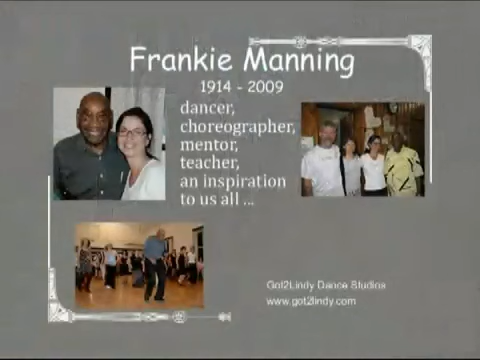 Frankie Manning
1914 - 2009
dancer,
choreographer,
mentor,
teacher,
an inspiration
to us all ...
Got2Lindy Dance Studios
www.got2lindy.com